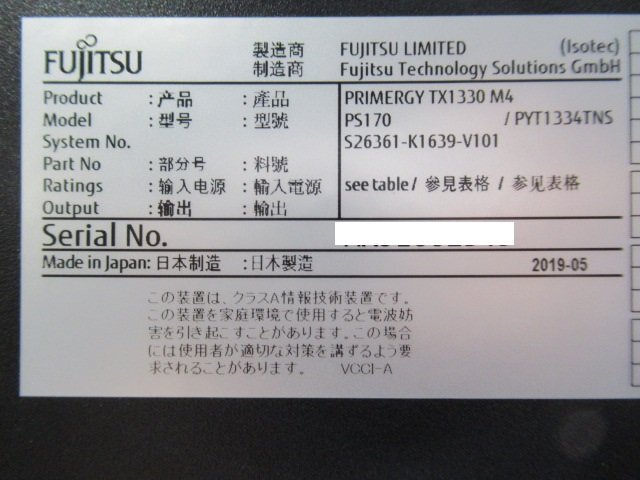 FUJITSU 製造商 FUJITSU LIMITED (Isotec)
制造商 Fujitsu Technology Solutions GmbH
Product : 产品 : 產品 PRIMERGY TX1330 M4
Model : 型号 : 型號 PS170 / PYT1334TNS
System No. S26361-K1639-V101
Part No : 部分号 : 料號
Ratings : 输入电源 : 輸入電源 see table / 參見表格 / 参见表格
Output : 输出 : 輸出
Serial No.
Made in Japan: 日本制造 : 日本製造 2019-05
この装置は、クラスA情報技術装置です。
この装置を家庭環境で使用すると電波妨
害を引き起こすことがあります。この場合
には使用者が適切な対策を講ずるよう要
求されることがあります。 VCCI-A